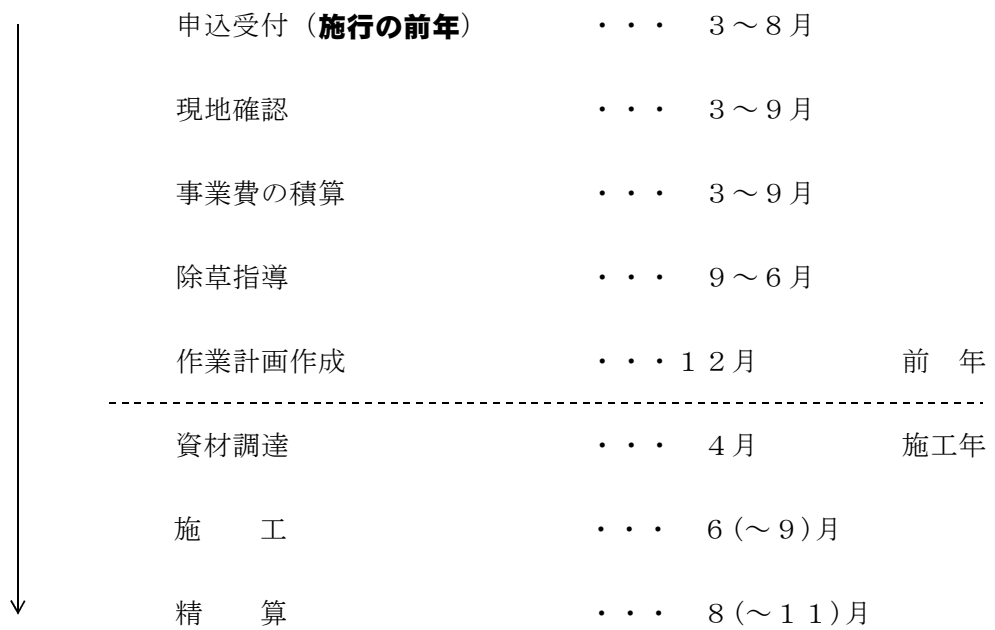 申込受付（施行の前年） ・・・ ３～８月
現地確認 ・・・ ３～９月
事業費の積算 ・・・ ３～９月
除草指導 ・・・ ９～６月
作業計画作成 ・・・１２月 前　年
資材調達 ・・・ ４月 施工年
施　　工 ・・・ ６(～９)月
精　　算 ・・・ ８(～１１)月